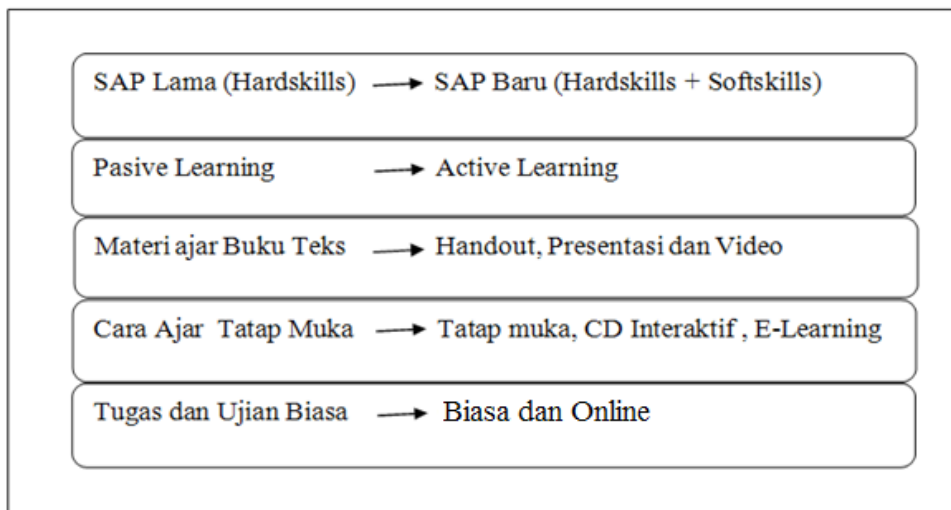 SAP Lama (Hardskills) → SAP Baru (Hardskills + Softskills)
Pasive Learning → Active Learning
Materi ajar Buku Teks → Handout, Presentasi dan Video
Cara Ajar Tatap Muka → Tatap muka, CD Interaktif , E-Learning
Tugas dan Ujian Biasa → Biasa dan Online